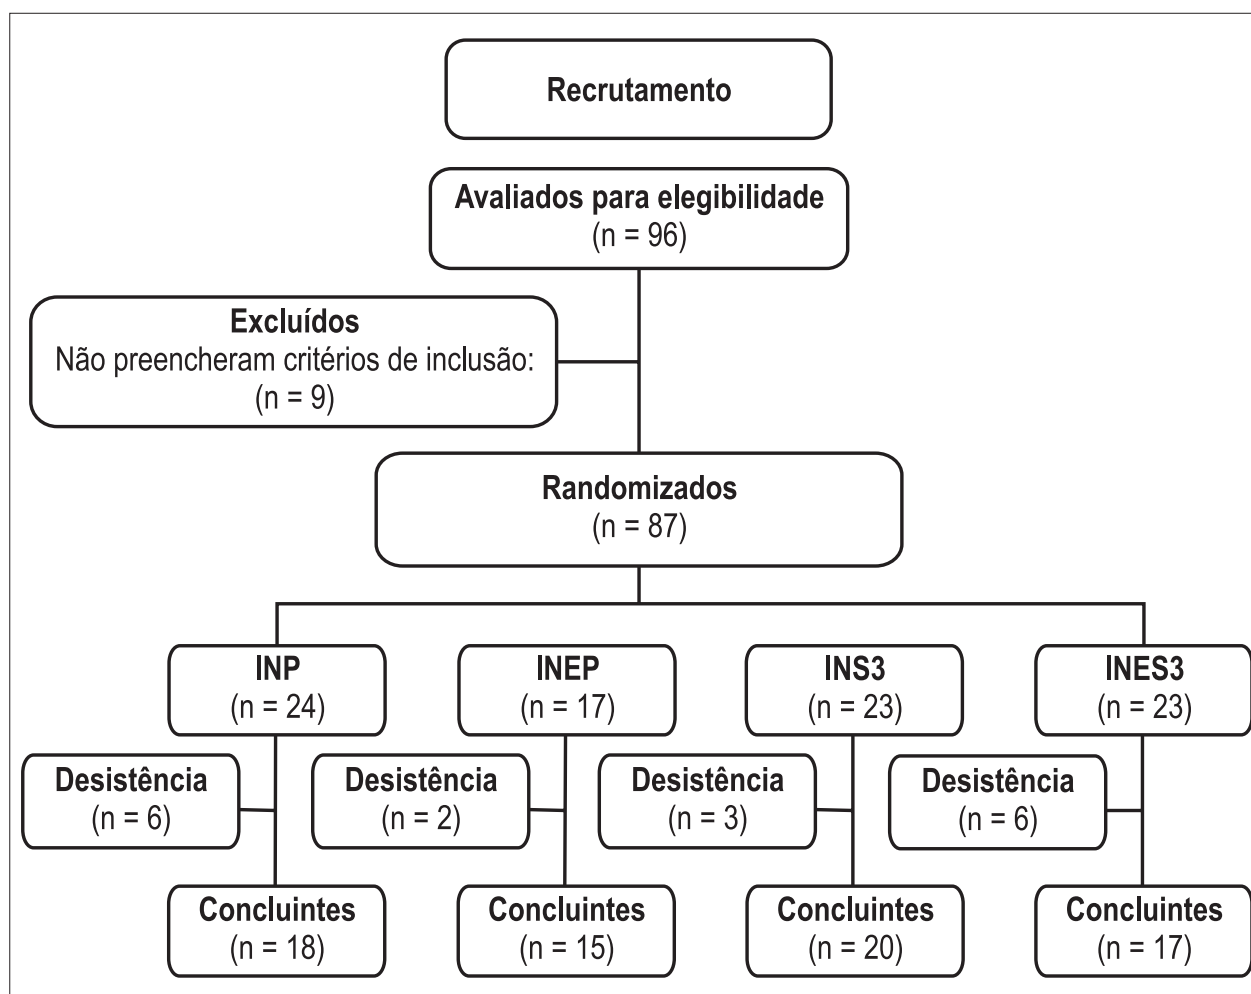 Recrutamento
Avaliados para elegibilidade
(n = 96)
Excluídos
Não preencheram critérios de inclusão:
(n = 9)
Randomizados
(n = 87)
INP
(n = 24)
INEP
(n = 17)
INS3
(n = 23)
INES3
(n = 23)
Desistência
(n = 6)
Desistência
(n = 2)
Desistência
(n = 3)
Desistência
(n = 6)
Concluintes
(n = 18)
Concluintes
(n = 15)
Concluintes
(n = 20)
Concluintes
(n = 17)